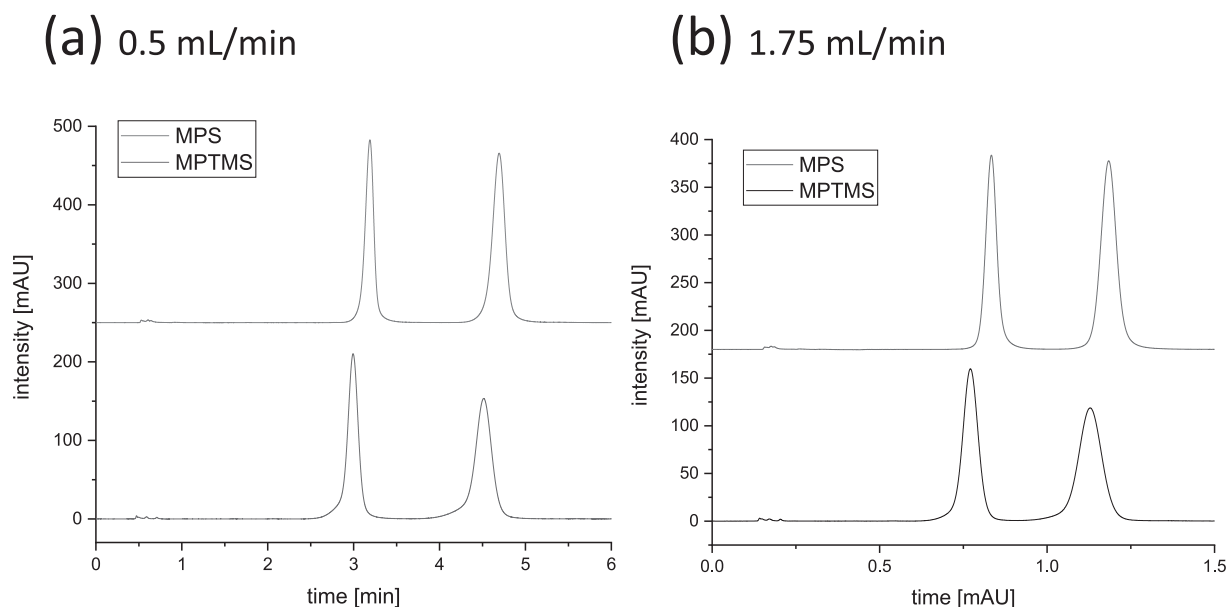 (a) 0.5 mL/min
500
400
300
200
100
0
intensity [mAU]
MPS
MPTMS
0 1 2 3 4 5 6
time [min]
(b) 1.75 mL/min
400
350
300
250
200
150
100
50
0
intensity [mAU]
MPS
MPTMS
0.0 0.5 1.0 1.5
time [mAU]